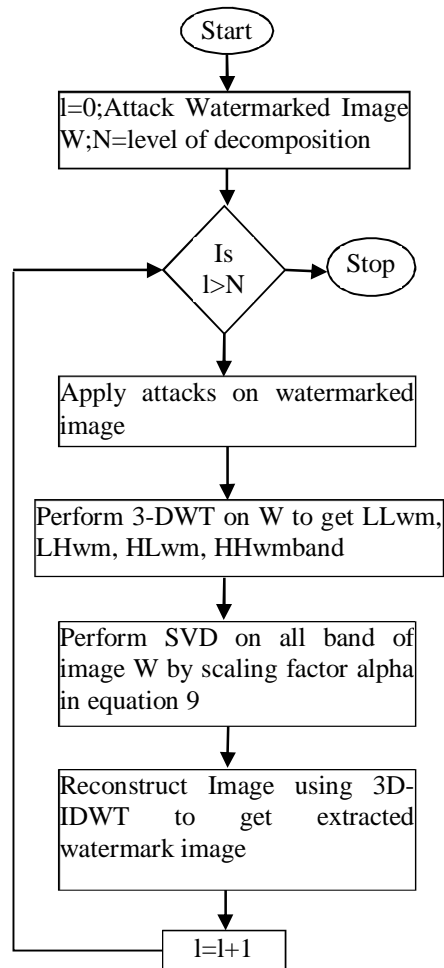 Start
l=0;Attack Watermarked Image
W;N=level of decomposition
Is
l>N
Stop
Apply attacks on watermarked
image
Perform 3-DWT on W to get LLwm,
LHwm, HLwm, HHwmband
Perform SVD on all band of
image W by scaling factor alpha
in equation 9
Reconstruct Image using 3D-
IDWT to get extracted
watermark image
l=l+1